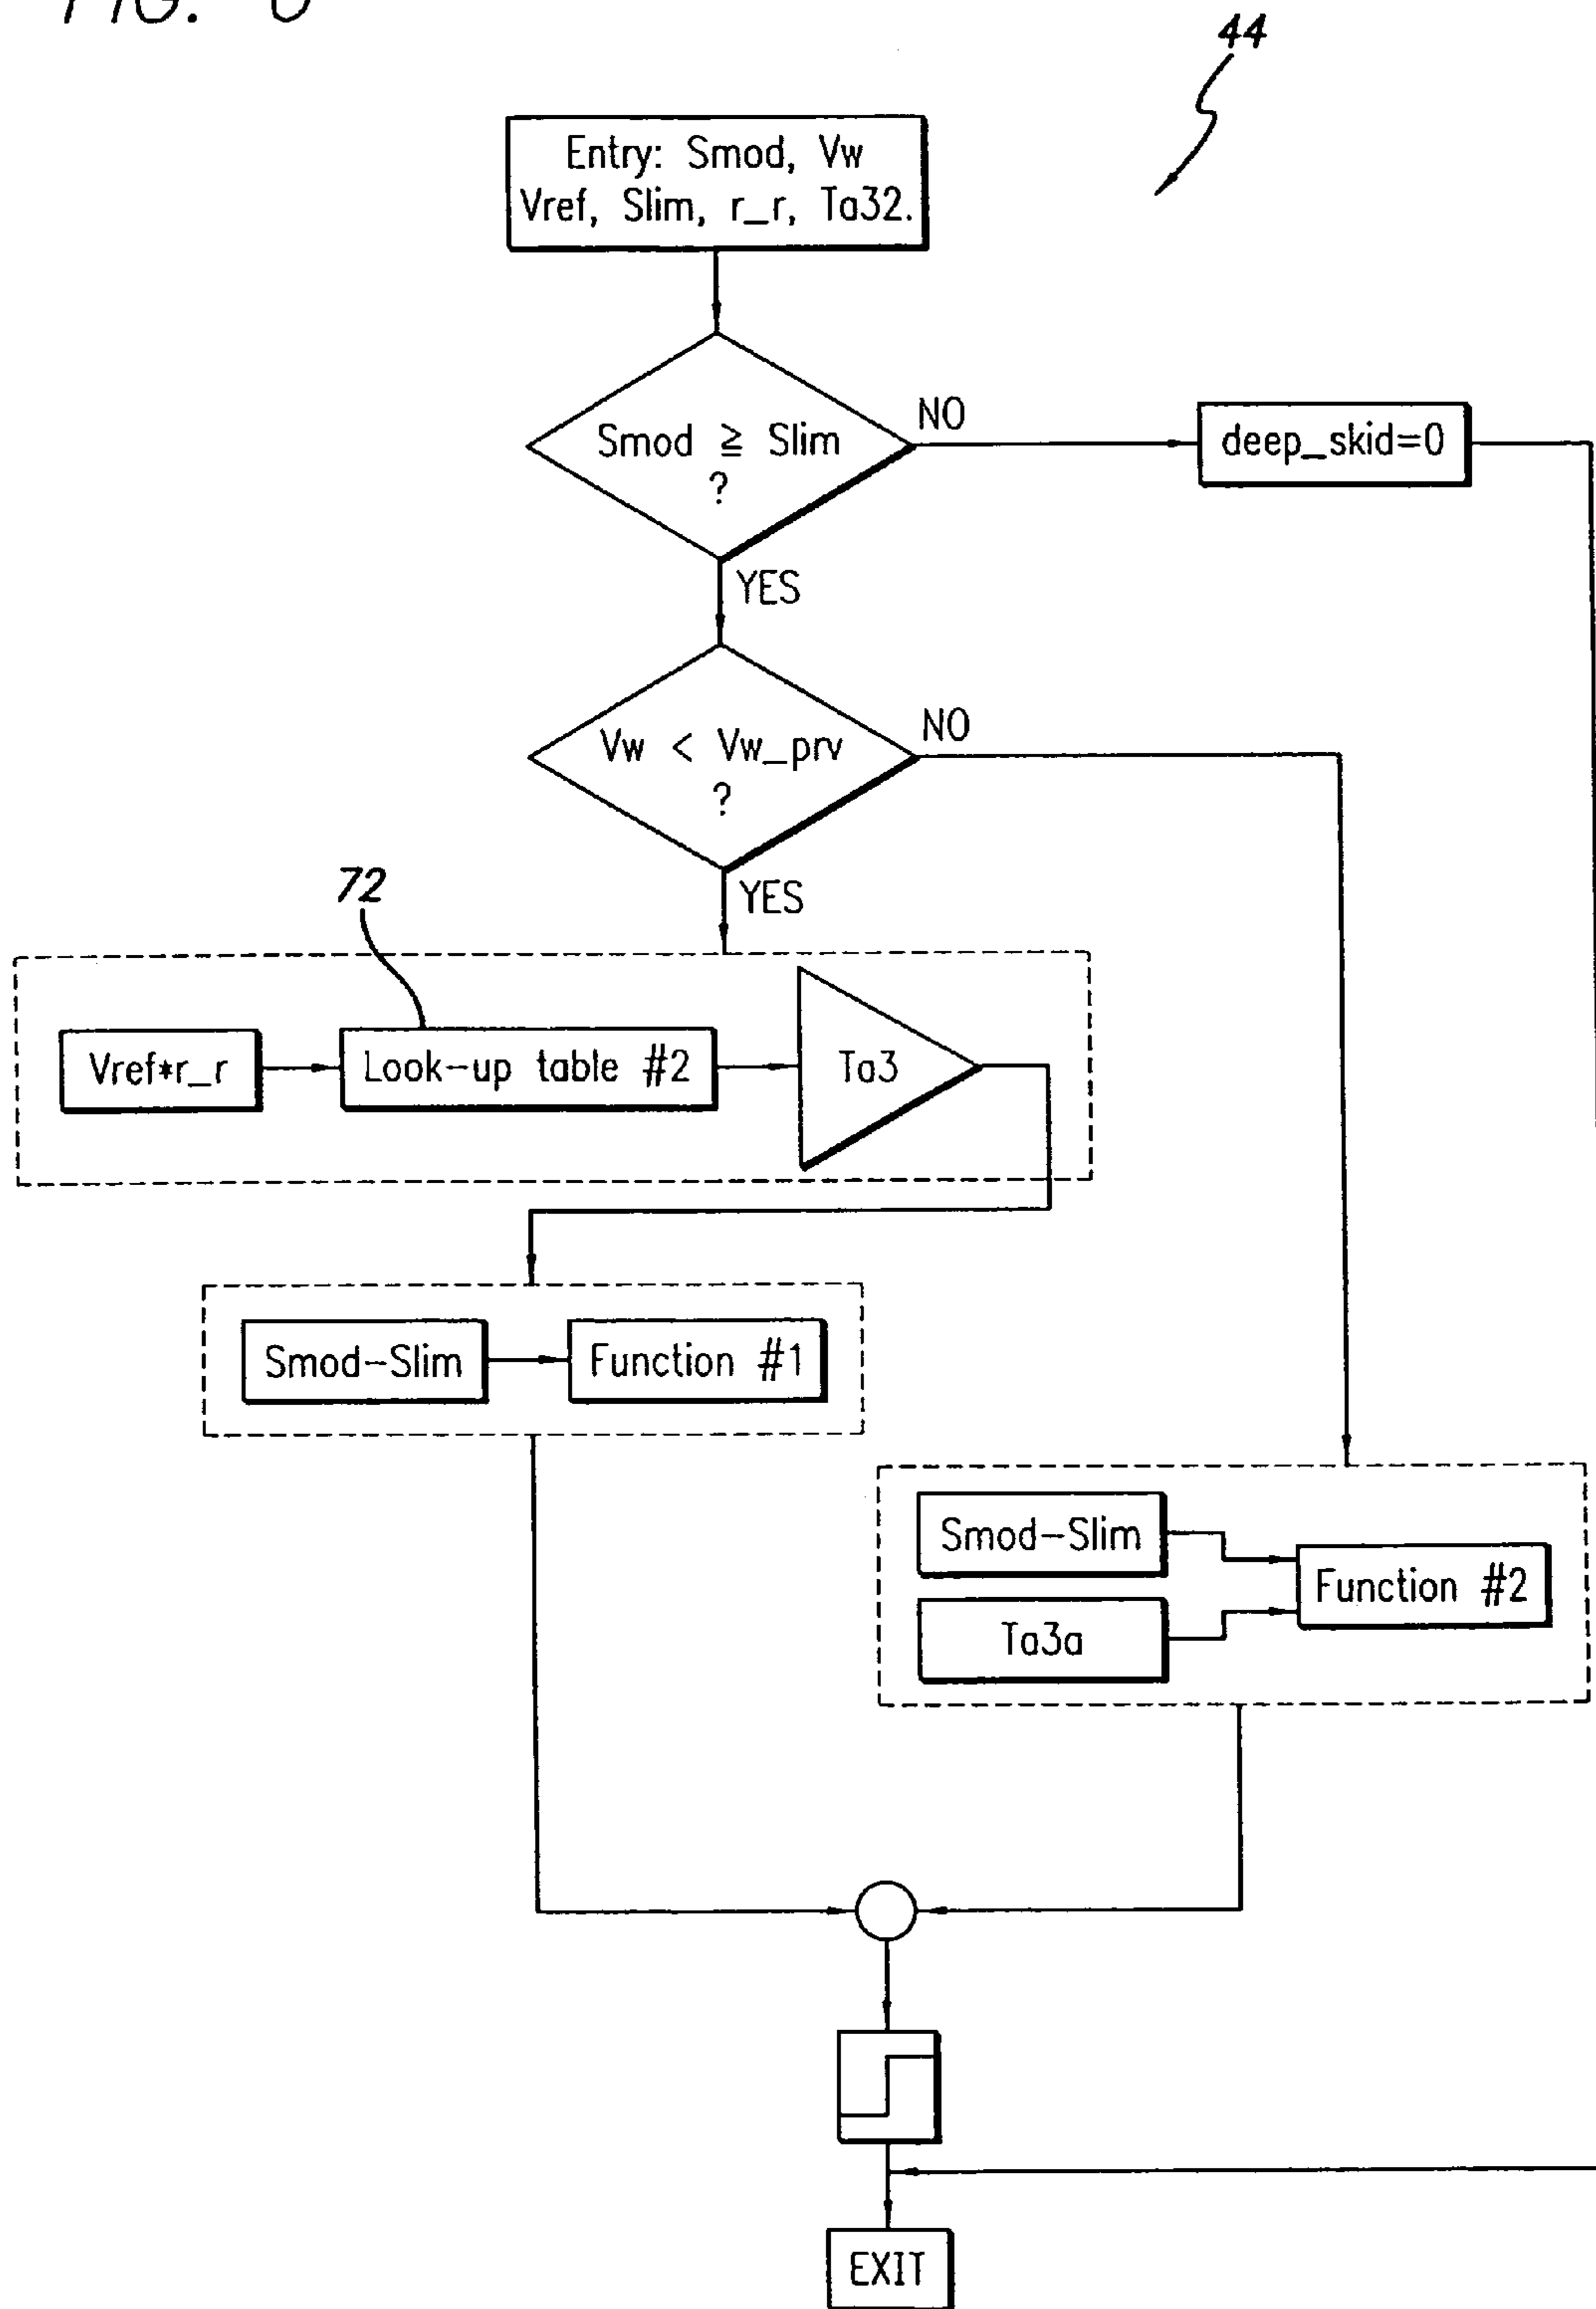 FIG.
44
Entry: Smod, Vw
Vref, Slim, r_r, Ta32.
Smod ≧ Slim
?
NO
deep_skid=0
YES
Vw < Vw_prv
?
NO
YES
72
Vref*r_r
Look-up table #2
Ta3
Smod-Slim
Function #1
Smod-Slim
Ta3a
Function #2
EXIT